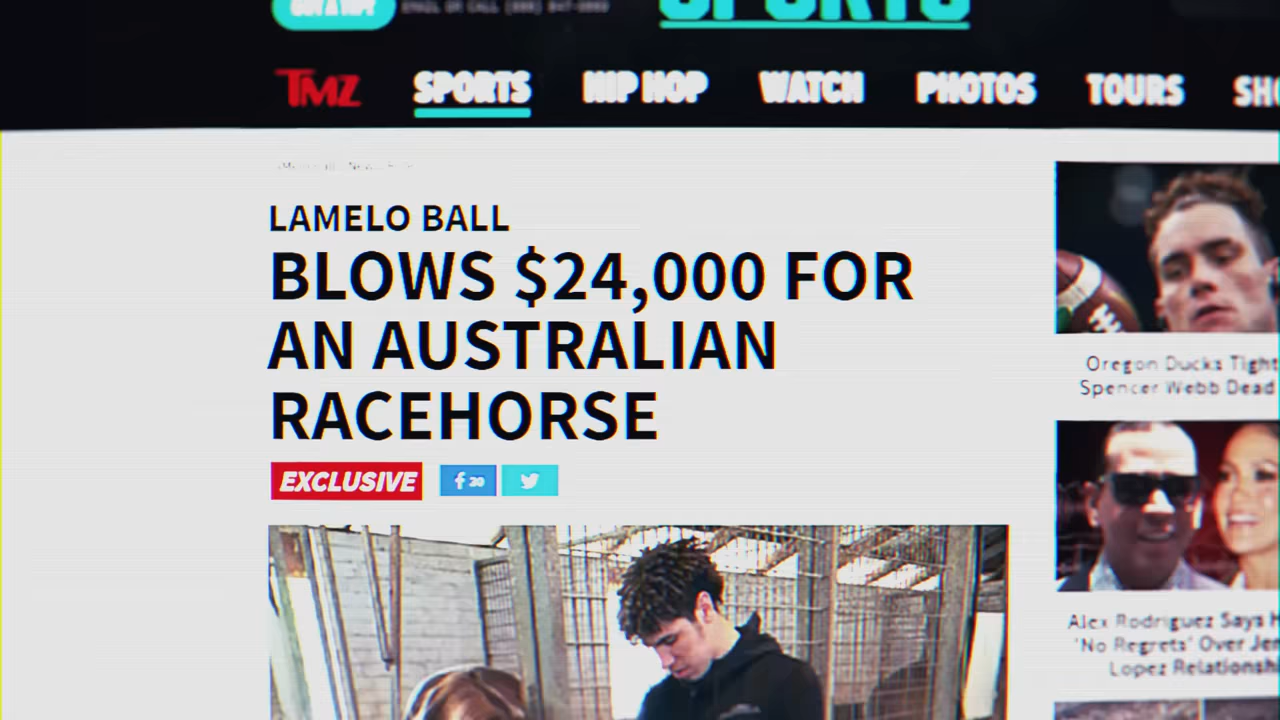 SPORTS
TMZ SPORTS HIP HOP WATCH PHOTOS TOURS
LAMELO BALL
BLOWS $24,000 FOR
AN AUSTRALIAN
RACEHORSE
EXCLUSIVE f 20
Oregon Ducks Tight
Spencer Webb Dead
Alex Rodriguez Says
'No Regrets' Over
Lopez